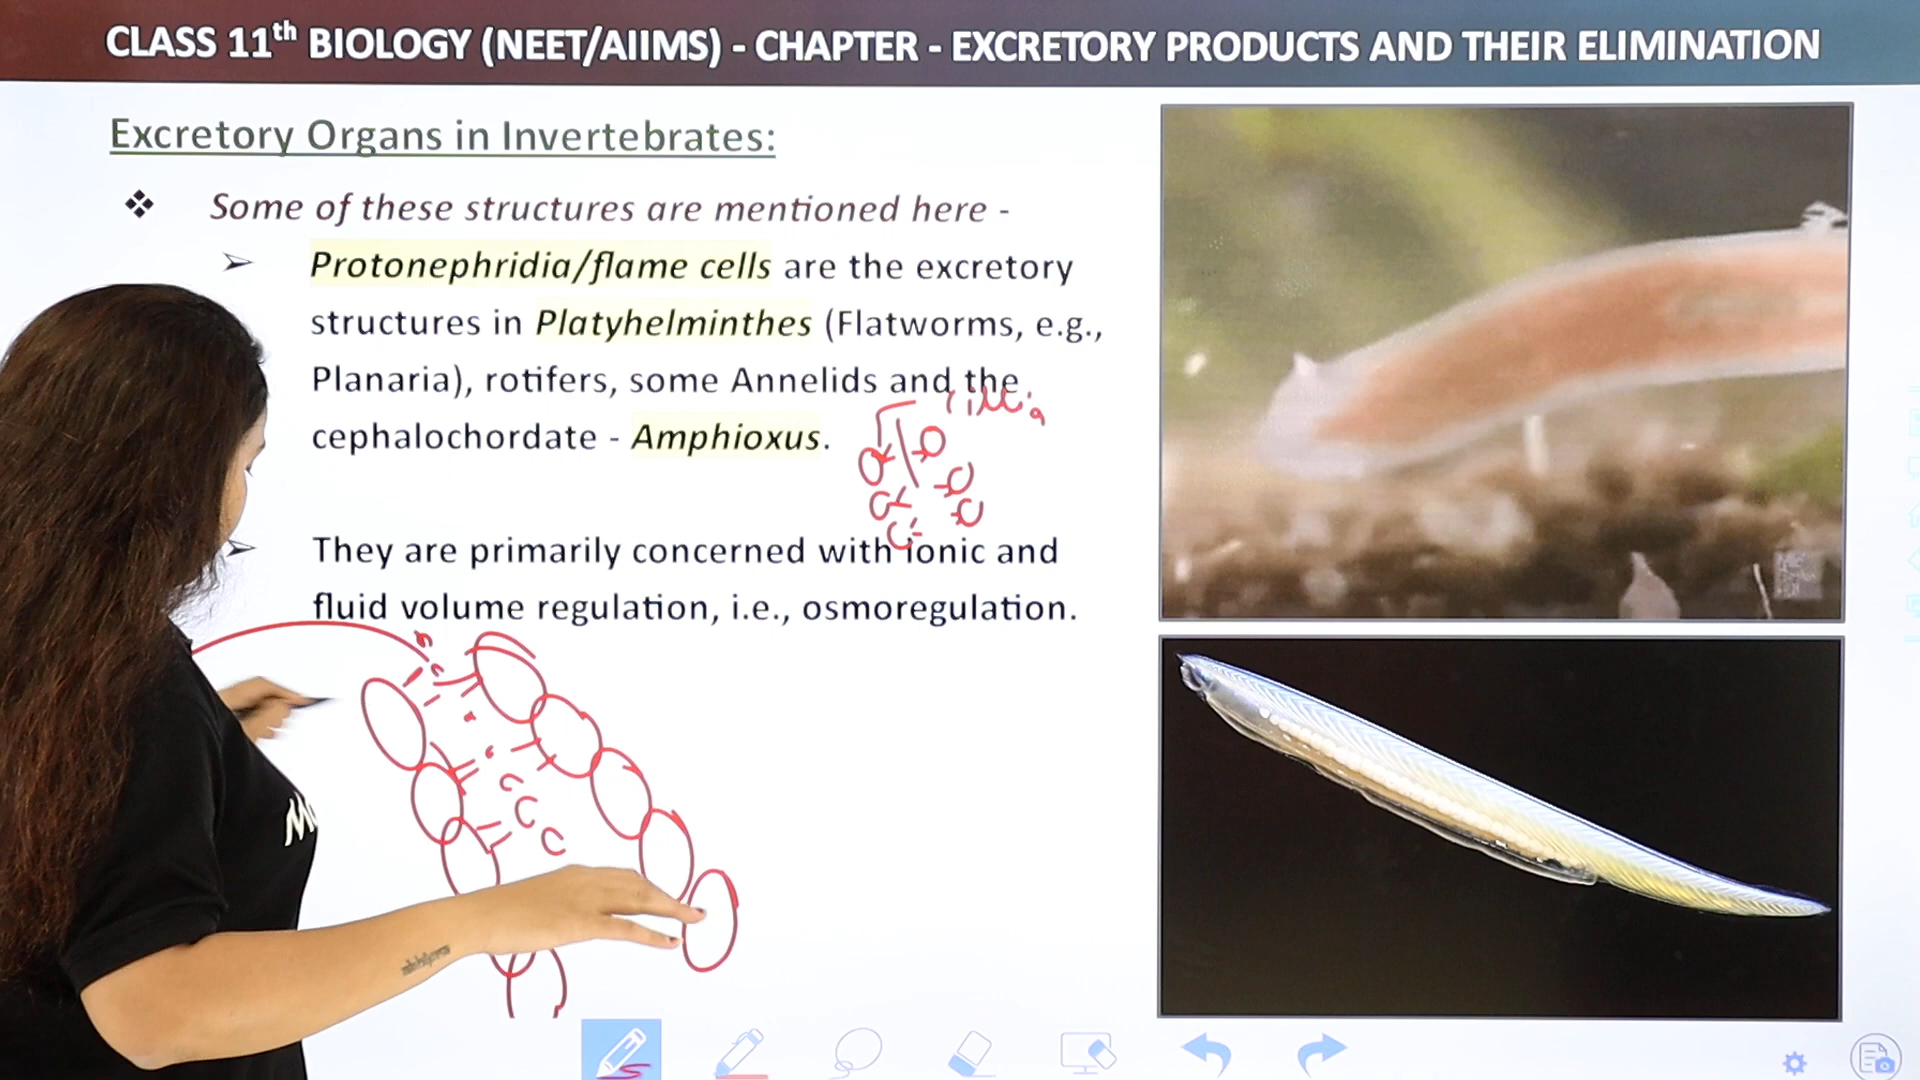 CLASS 11th BIOLOGY (NEET/AIIMS) - CHAPTER - EXCRETORY PRODUCTS AND THEIR ELIMINATION
Excretory Organs in Invertebrates:
❖ Some of these structures are mentioned here -
➢ Protonephridia/flame cells are the excretory
structures in Platyhelminthes (Flatworms, e.g.,
Planaria), rotifers, some Annelids and the
cephalochordate - Amphioxus.
➢ They are primarily concerned with ionic and
fluid volume regulation, i.e., osmoregulation.